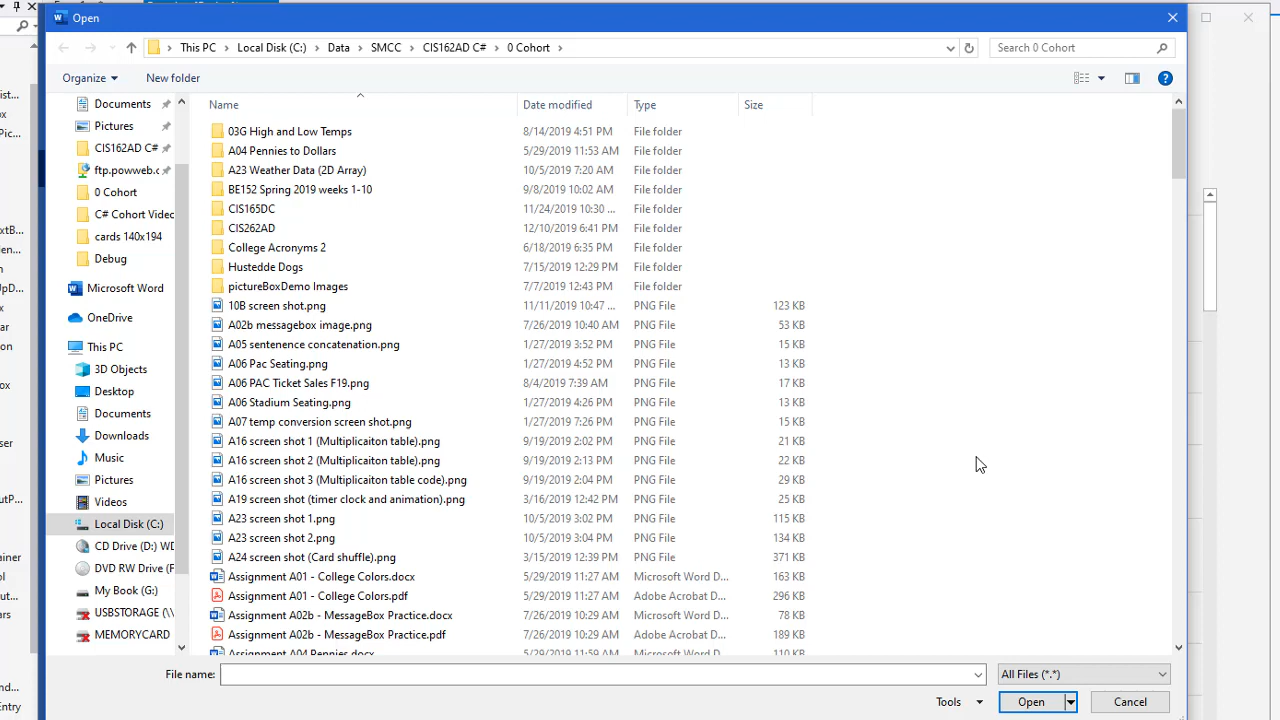 Open
This PC > Local Disk (C:) > Data > SMCC > CIS162AD C# > 0 Cohort >
Search 0 Cohort
Organize
New folder
Name Date modified Type Size
Documents
Pictures
CIS162AD C#
ftp.powweb.c
0 Cohort
C# Cohort Video
cards 140x194
Debug
Microsoft Word
OneDrive
This PC
3D Objects
Desktop
Documents
Downloads
Music
Pictures
Videos
Local Disk (C:)
CD Drive (D:) WD
DVD RW Drive (F
My Book (G:)
USBSTORAGE (\\
MEMORYCARD
03G High and Low Temps 8/14/2019 4:51 PM File folder
A04 Pennies to Dollars 5/29/2019 11:53 AM File folder
A23 Weather Data (2D Array) 10/5/2019 7:20 AM File folder
BE152 Spring 2019 weeks 1-10 9/8/2019 10:02 AM File folder
CIS165DC 11/24/2019 10:30 ... File folder
CIS262AD 12/10/2019 6:41 PM File folder
College Acronyms 2 6/18/2019 6:35 PM File folder
Hustedde Dogs 7/15/2019 12:29 PM File folder
pictureBoxDemo Images 7/7/2019 12:43 PM File folder
10B screen shot.png 11/11/2019 10:47 ... PNG File 123 KB
A02b messagebox image.png 7/26/2019 10:40 AM PNG File 53 KB
A05 sentenence concatenation.png 1/27/2019 3:52 PM PNG File 15 KB
A06 Pac Seating.png 1/27/2019 4:52 PM PNG File 13 KB
A06 PAC Ticket Sales F19.png 8/4/2019 7:39 AM PNG File 17 KB
A06 Stadium Seating.png 1/27/2019 4:26 PM PNG File 13 KB
A07 temp conversion screen shot.png 1/27/2019 7:26 PM PNG File 15 KB
A16 screen shot 1 (Multiplicaiton table).png 9/19/2019 2:02 PM PNG File 21 KB
A16 screen shot 2 (Multiplicaiton table).png 9/19/2019 2:13 PM PNG File 22 KB
A16 screen shot 3 (Multiplicaiton table code).png 9/19/2019 2:04 PM PNG File 29 KB
A19 screen shot (timer clock and animation).png 3/16/2019 12:42 PM PNG File 25 KB
A23 screen shot 1.png 10/5/2019 3:02 PM PNG File 115 KB
A23 screen shot 2.png 10/5/2019 3:04 PM PNG File 134 KB
A24 screen shot (Card shuffle).png 3/15/2019 12:39 PM PNG File 371 KB
Assignment A01 - College Colors.docx 5/29/2019 11:27 AM Microsoft Word D... 163 KB
Assignment A01 - College Colors.pdf 5/29/2019 11:27 AM Adobe Acrobat D... 296 KB
Assignment A02b - MessageBox Practice.docx 7/26/2019 10:29 AM Microsoft Word D... 78 KB
Assignment A02b - MessageBox Practice.pdf 7/26/2019 10:29 AM Adobe Acrobat D... 189 KB
Assignment A04 Pennies.docx 5/29/2019 11:59 AM Microsoft Word D... 110 KB
File name:
All Files (*.*)
Tools
Open
Cancel